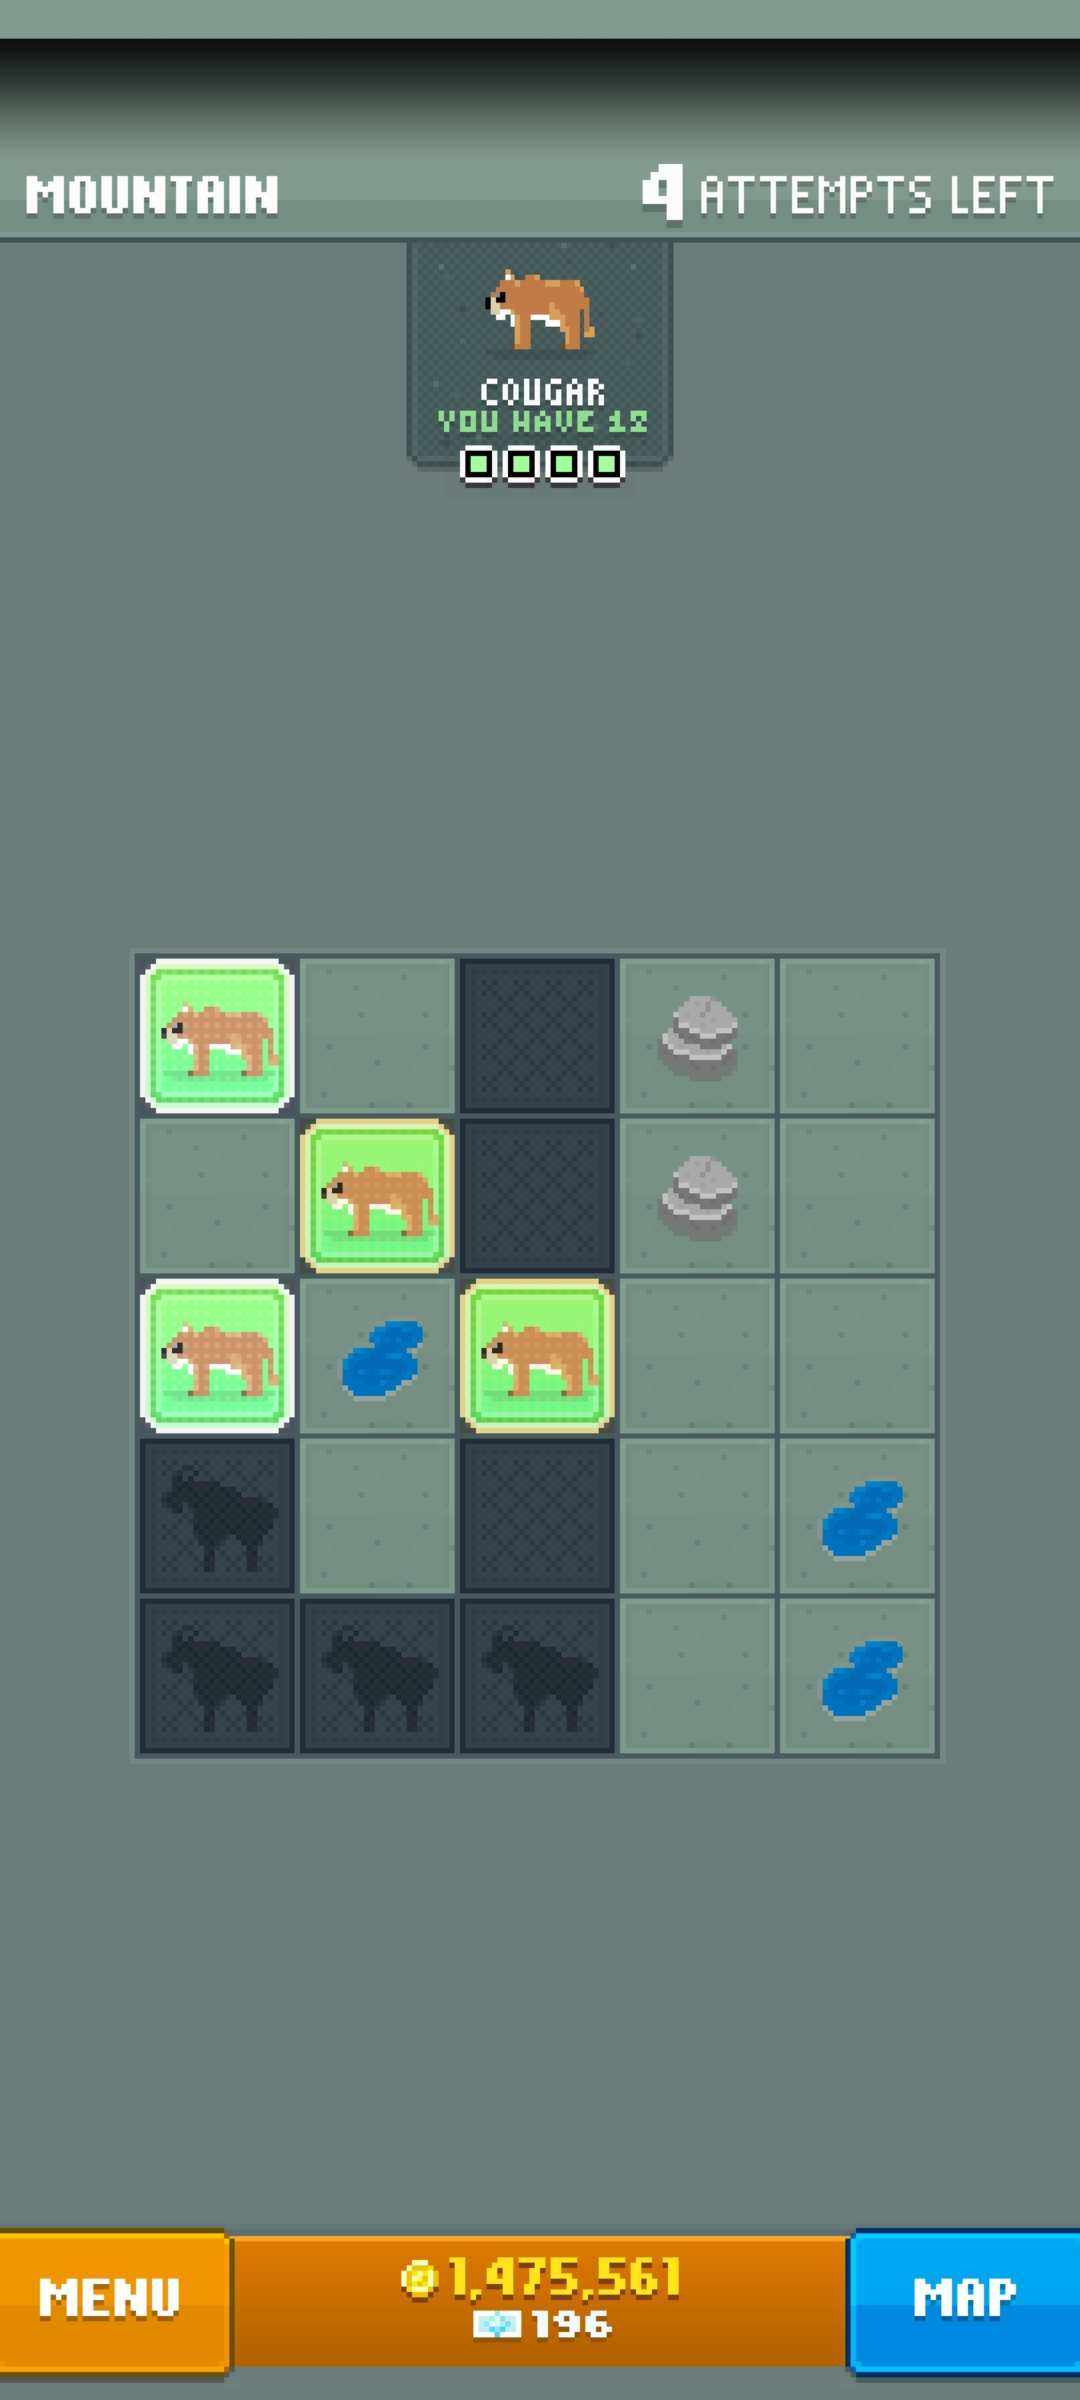 MOUNTAIN
4 ATTEMPTS LEFT
COUGAR
YOU HAVE 12
MENU
1,475,561
196
MAP